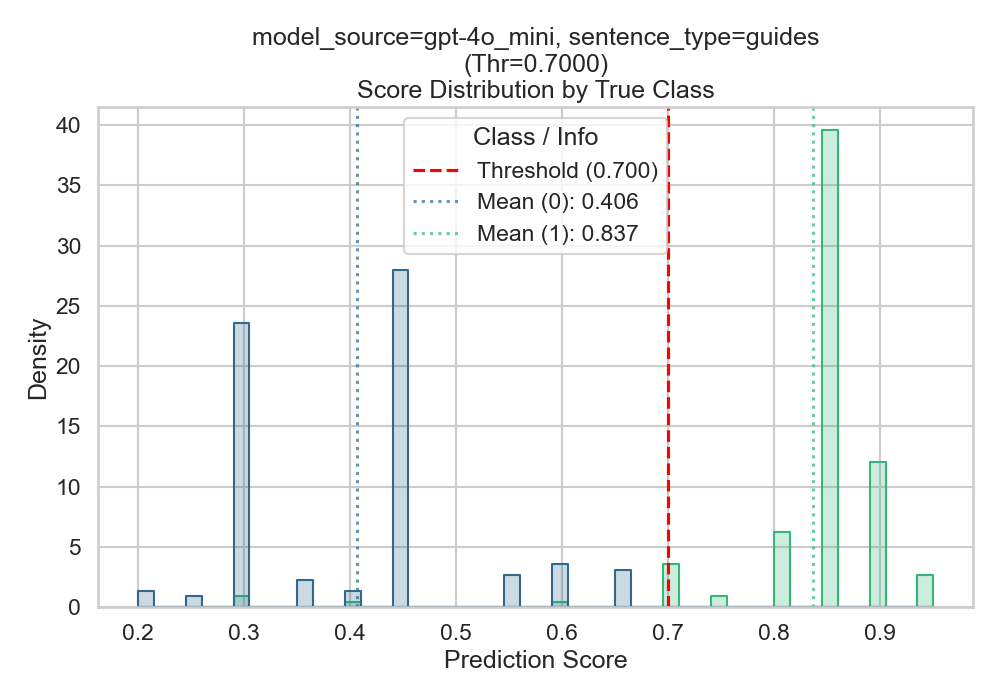 model_source=gpt-4o_mini, sentence_type=guides
(Thr=0.7000)
Score Distribution by True Class
Class / Info
Threshold (0.700)
Mean (0): 0.406
Mean (1): 0.837
Density
40
35
30
25
20
15
10
5
0
0.2 0.3 0.4 0.5 0.6 0.7 0.8 0.9
Prediction Score